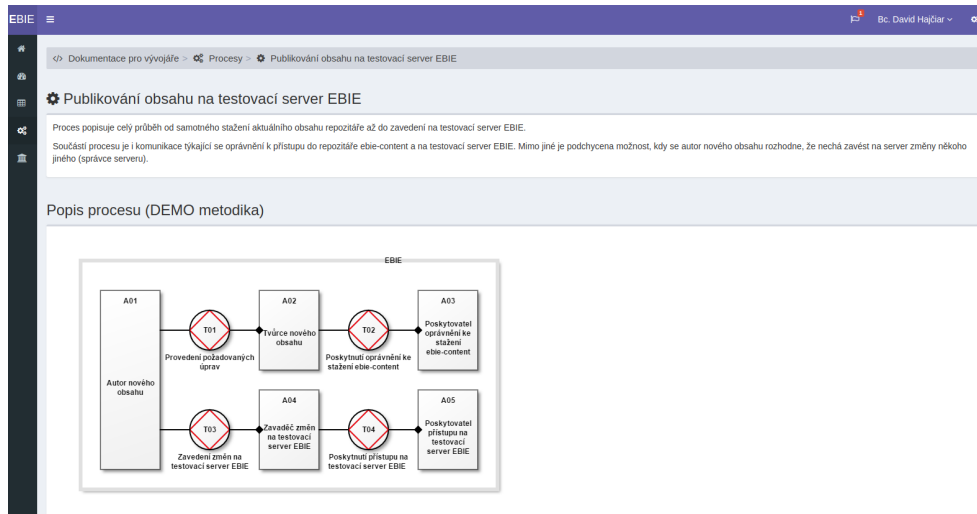 EBIE
1
Bc. David Hajčiar
</> Dokumentace pro vývojáře > Procesy > Publikování obsahu na testovací server EBIE
Publikování obsahu na testovací server EBIE
Proces popisuje celý průběh od samotného stažení aktuálního obsahu repozitáře až do zavedení na testovací server EBIE.
Součástí procesu je i komunikace týkající se oprávnění k přístupu do repozitáře ebie-content a na testovací server EBIE. Mimo jiné je podchycena možnost, kdy se autor nového obsahu rozhodne, že nechá zavést na server změny někoho
jiného (správce serveru).
Popis procesu (DEMO metodika)
EBIE
A01
Autor nového
obsahu
T01
Provedení požadovaných
úprav
A02
Tvůrce nového
obsahu
T02
Poskytnutí oprávnění ke
stažení ebie-content
A03
Poskytovatel
oprávnění ke
stažení
ebie-content
T03
Zavedení změn na
testovací server EBIE
A04
Zavaděč změn
na testovací
server EBIE
T04
Poskytnutí přístupu na
testovací server EBIE
A05
Poskytovatel
přístupu na
testovací
server EBIE